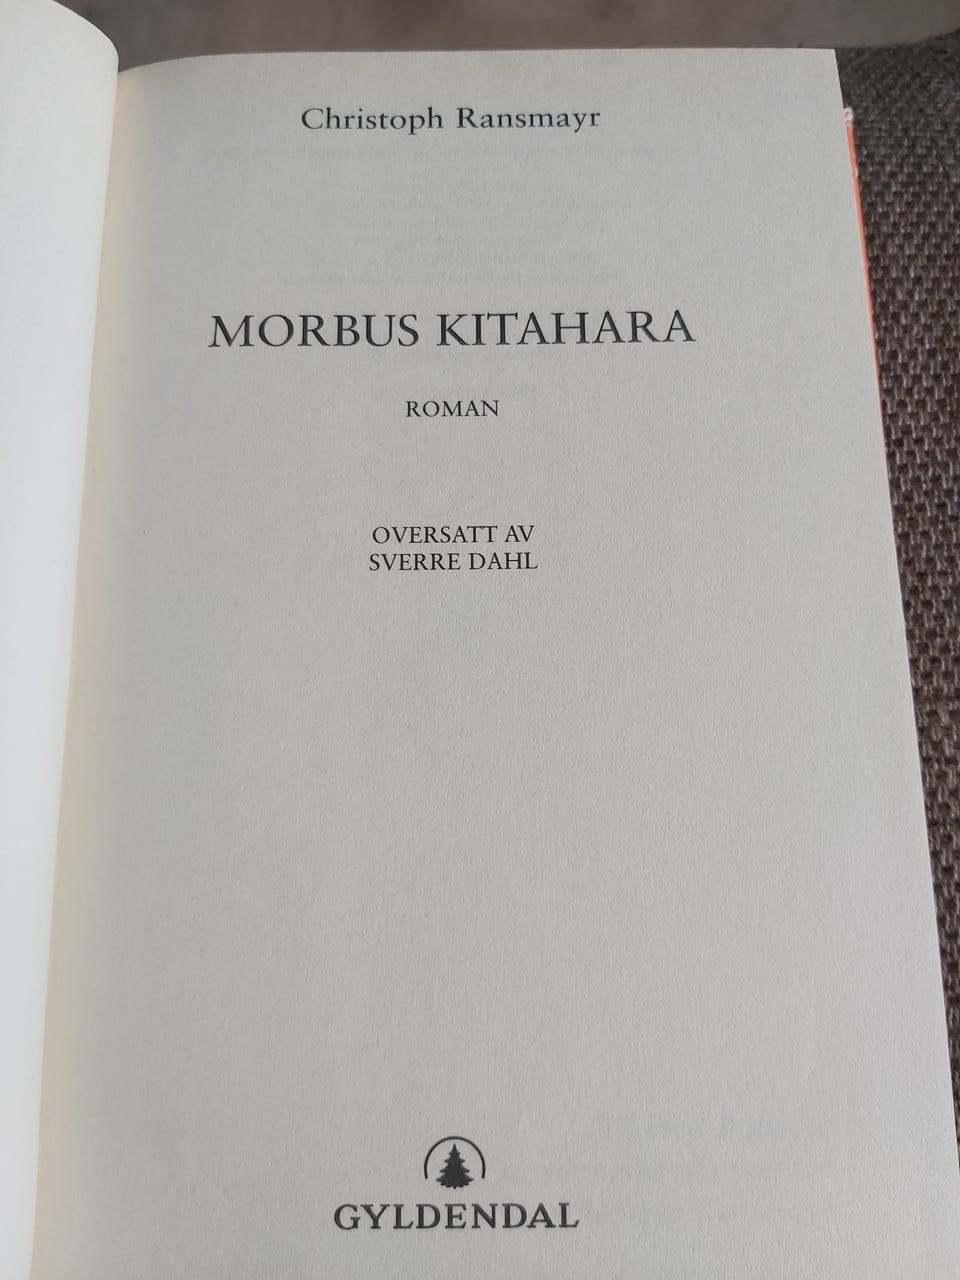 Christoph Ransmayr
MORBUS KITAHARA
ROMAN
OVERSATT AV
SVERRE DAHL
GYLDENDAL